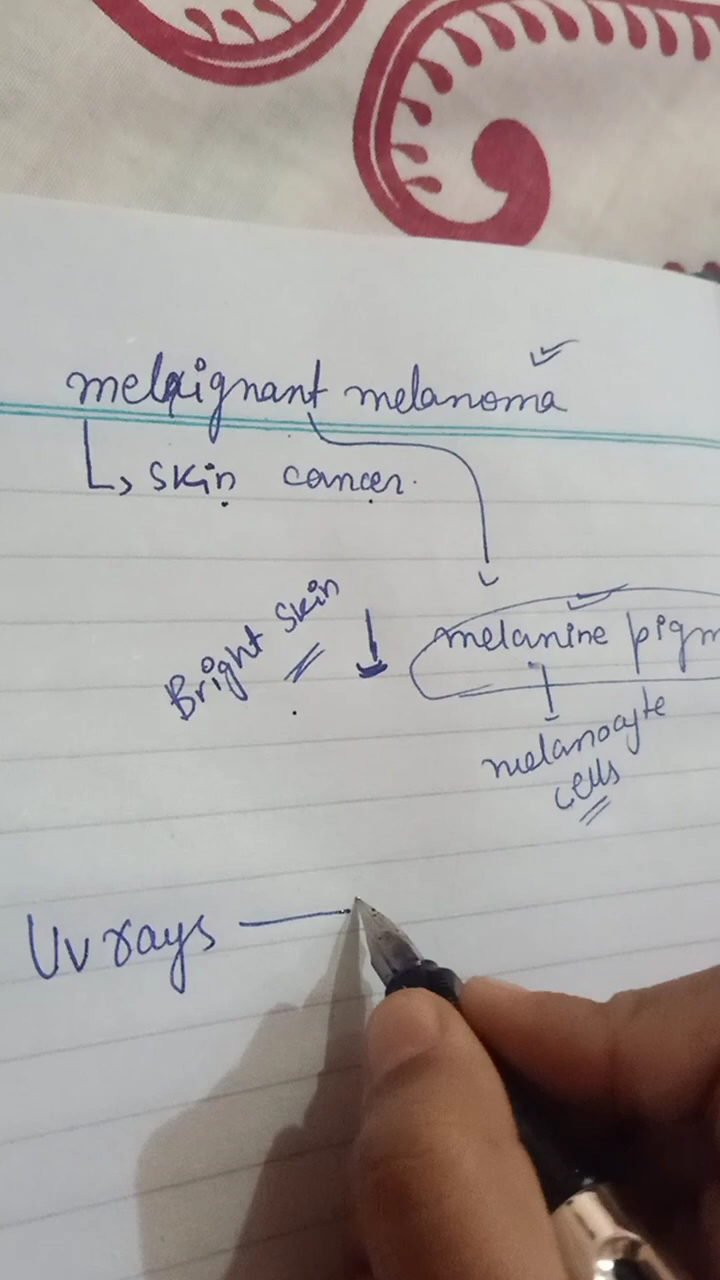 melaignant melanoma
skin cancer.
Bright Skin
melanine pigm
melanocyte
cells
Uv rays